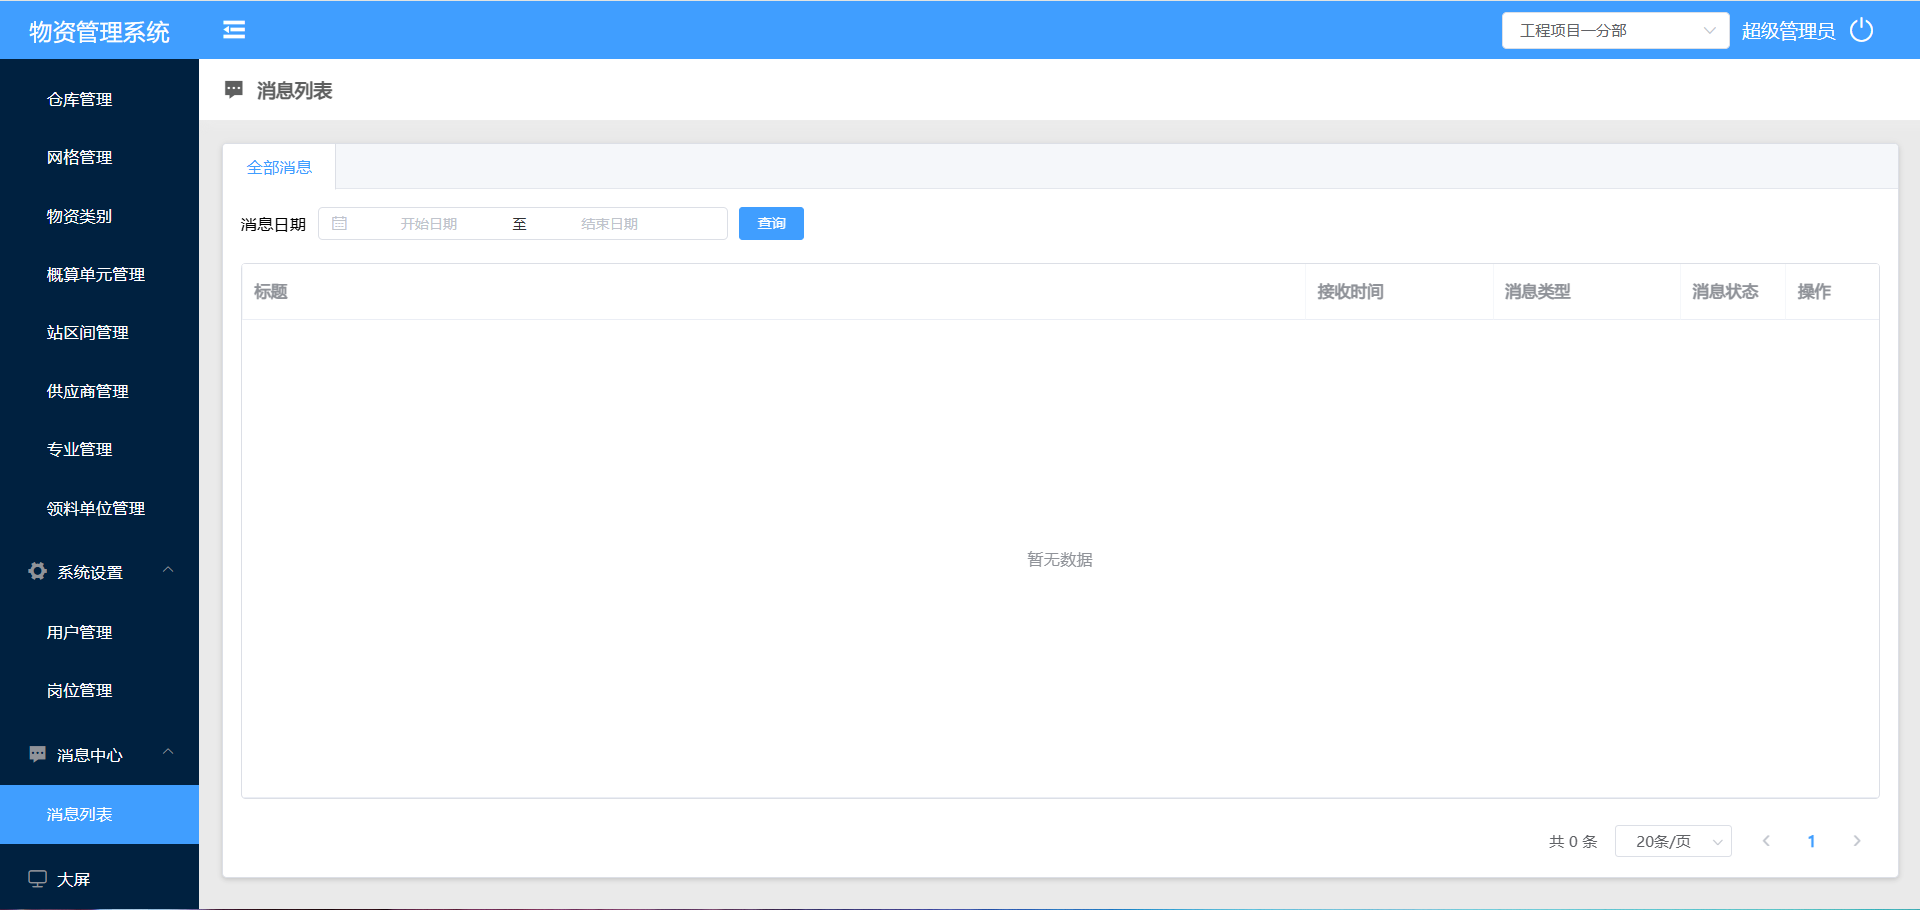 物资管理系统
工程项目一分部
超级管理员
仓库管理
网格管理
物资类别
概算单元管理
站区间管理
供应商管理
专业管理
领料单位管理
系统设置
用户管理
岗位管理
消息中心
消息列表
大屏
消息列表
全部消息
消息日期 开始日期 至 结束日期 查询
标题 接收时间 消息类型 消息状态 操作
暂无数据
共 0 条 20条/页 1